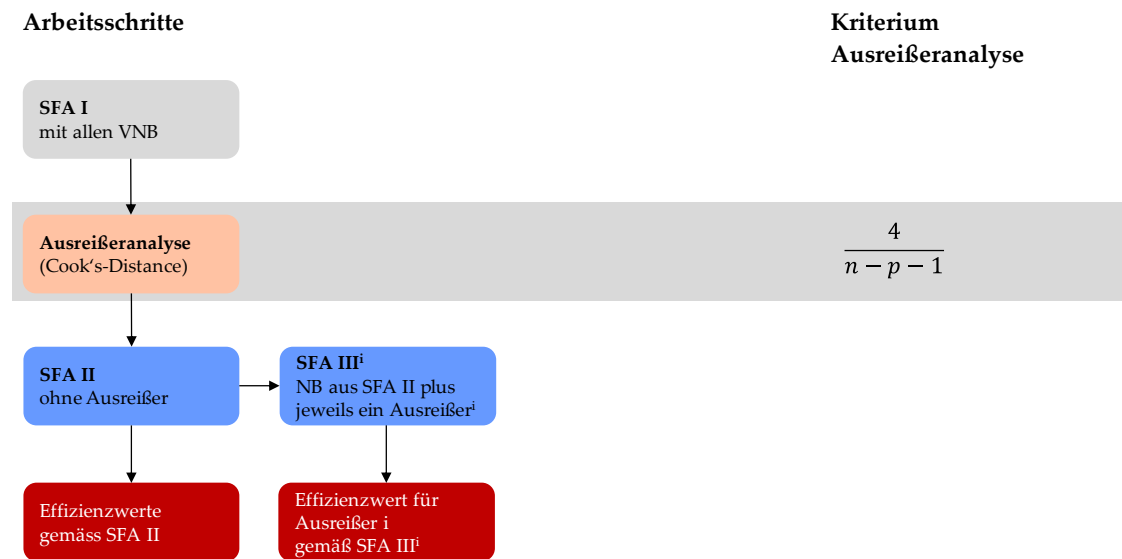 Arbeitsschritte
Kriterium
Ausreißeranalyse
SFA I
mit allen VNB
Ausreißeranalyse
(Cook‘s-Distance)
4
n − p − 1
SFA II
ohne Ausreißer
SFA IIIⁱ
NB aus SFA II plus
jeweils ein Ausreißerⁱ
Effizienzwerte
gemäss SFA II
Effizienzwert für
Ausreißer i
gemäß SFA IIIⁱ